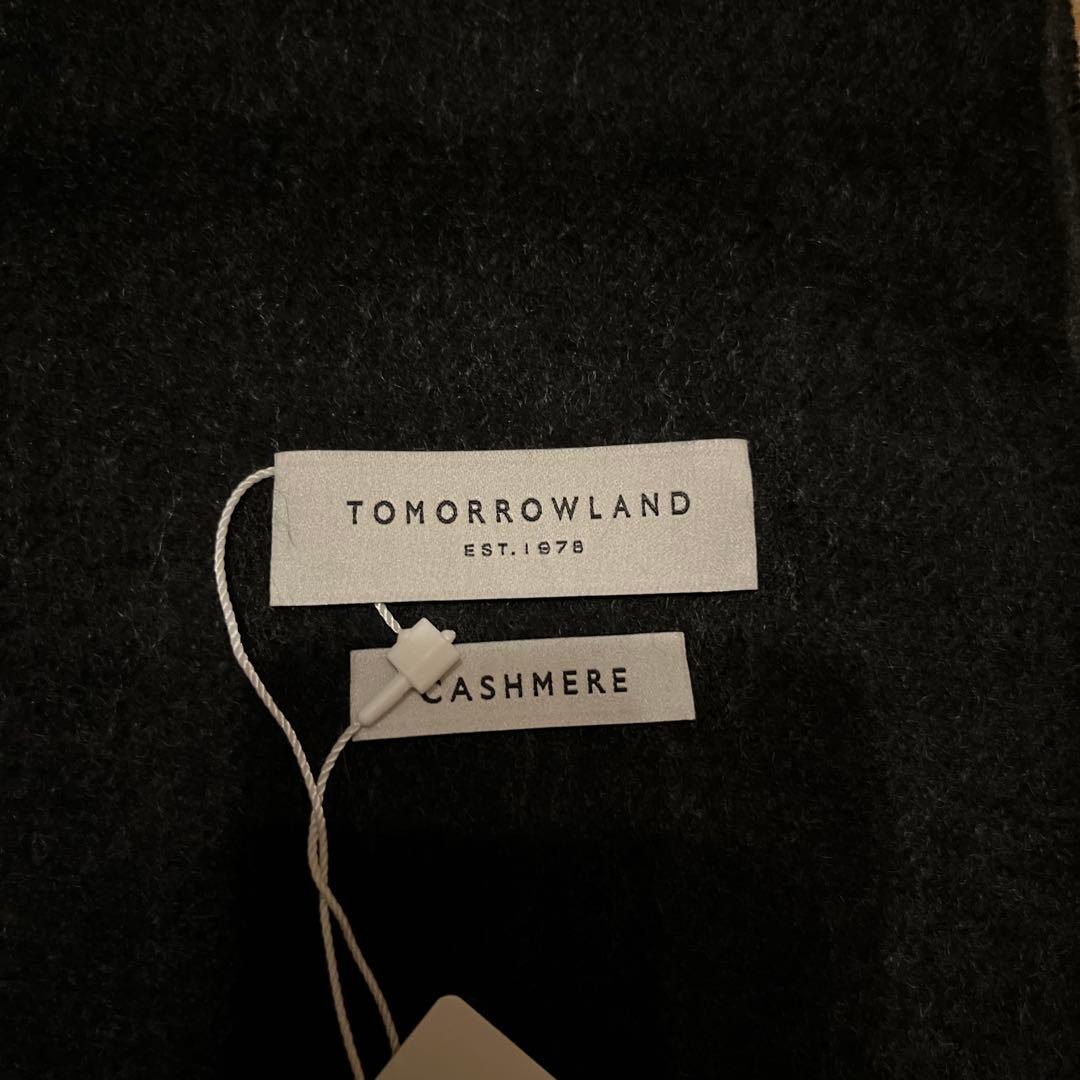 TOMORROWLAND
EST. 1978
CASHMERE